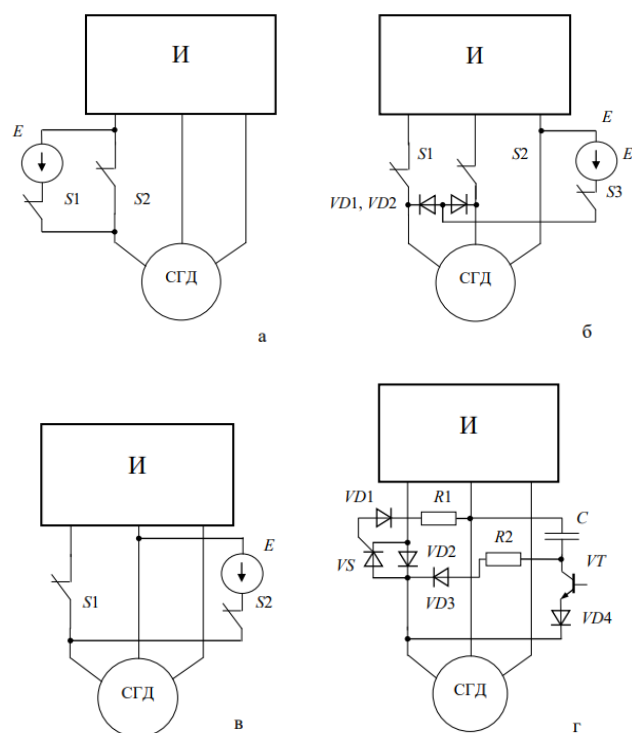 И
E
S1
S2
СГД
а
И
E
E
S1
S2
S3
VD1, VD2
СГД
б
И
E
S1
S2
СГД
в
И
VD1
R1
C
R2
VS
VD2
VT
VD3
VD4
СГД
г